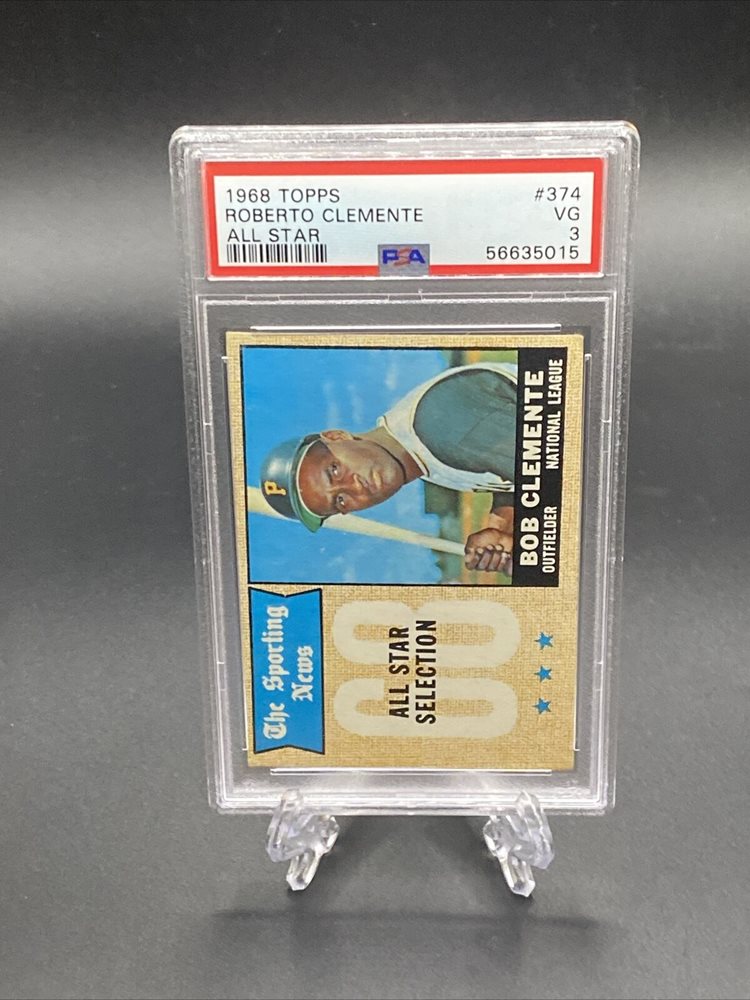 1968 TOPPS #374
ROBERTO CLEMENTE VG
ALL STAR 3
PSA 56635015
P
BOB CLEMENTE
OUTFIELDER NATIONAL LEAGUE
The Sporting
News
68
ALL STAR
SELECTION